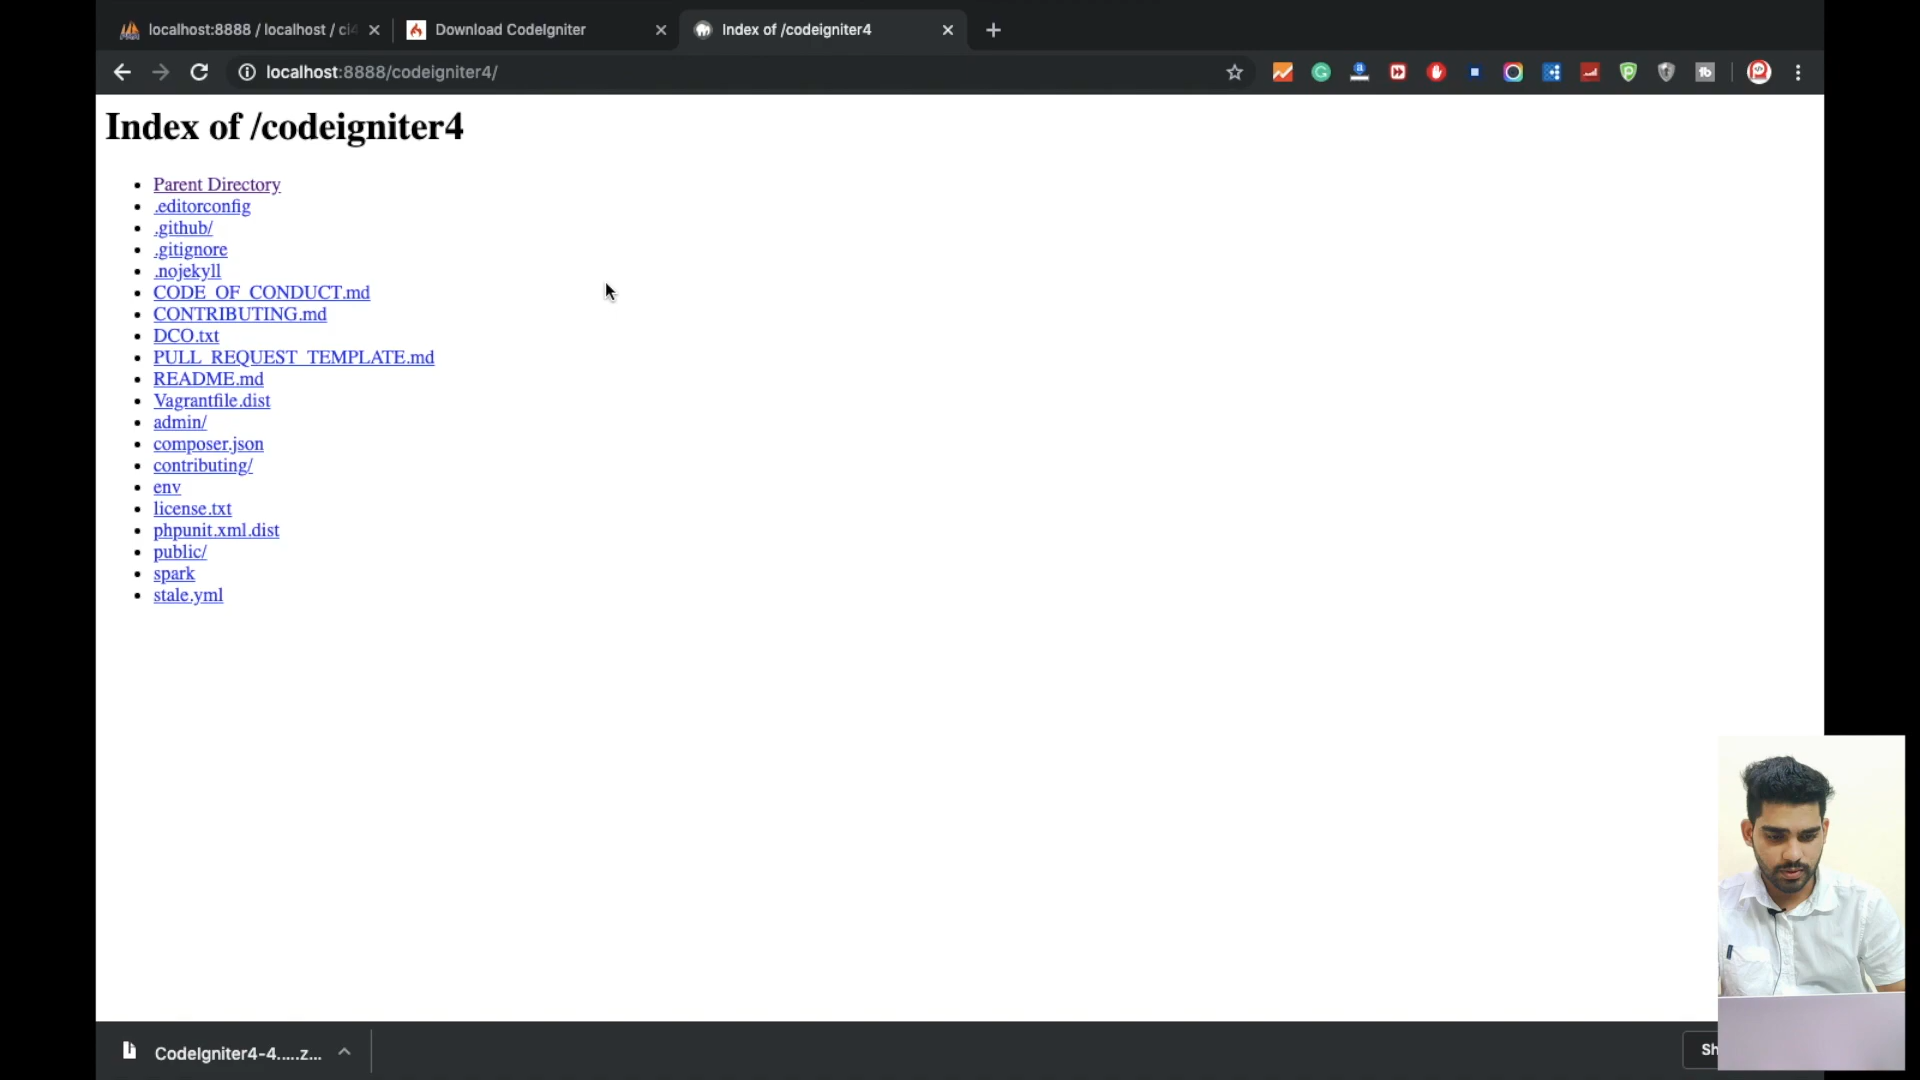 localhost:8888 / localhost / ci4
Download CodeIgniter
Index of /codeigniter4
localhost:8888/codeigniter4/
Index of /codeigniter4
Parent Directory
.editorconfig
.github/
.gitignore
.nojekyll
CODE_OF_CONDUCT.md
CONTRIBUTING.md
DCO.txt
PULL_REQUEST_TEMPLATE.md
README.md
Vagrantfile.dist
admin/
composer.json
contributing/
env
license.txt
phpunit.xml.dist
public/
spark
stale.yml
CodeIgniter4-4.....z...
Sh